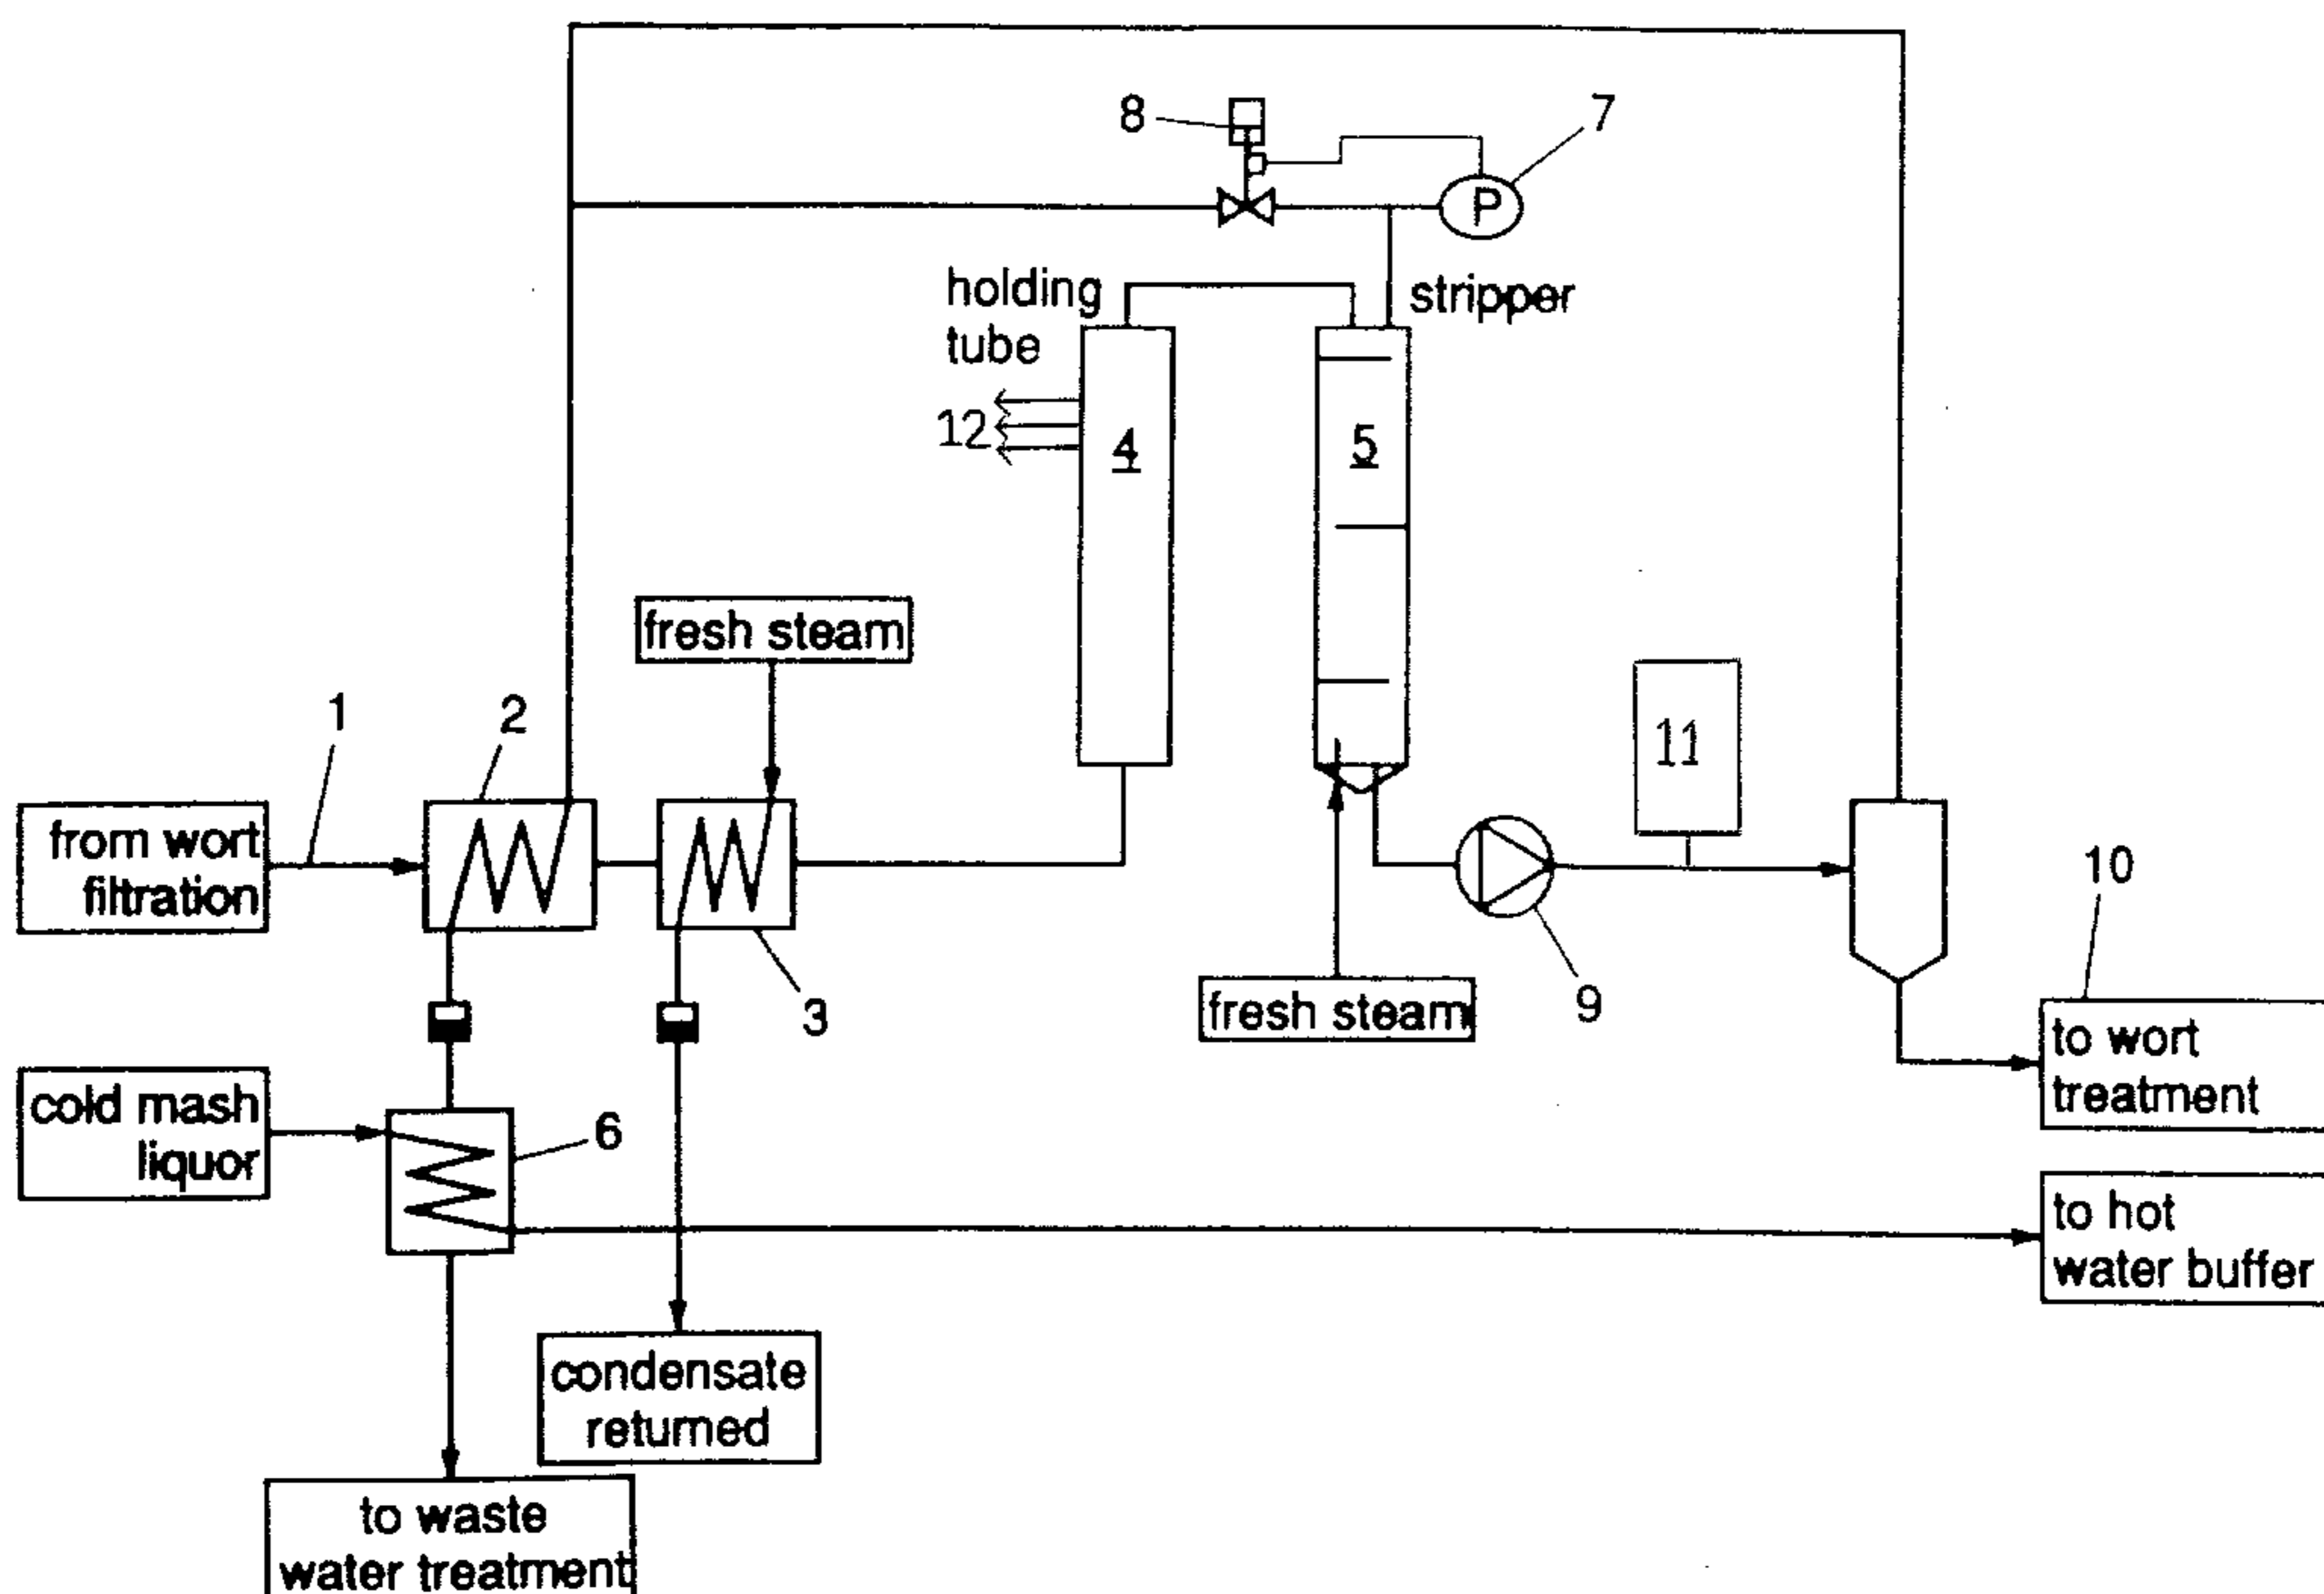 8
7
P
holding
tube
stripper
12
4
5
fresh steam
1
2
11
from wort
filtration
10
3
fresh steam
9
to wort
treatment
cold mash
liquor
6
to hot
water buffer
condensate
returned
to waste
water treatment